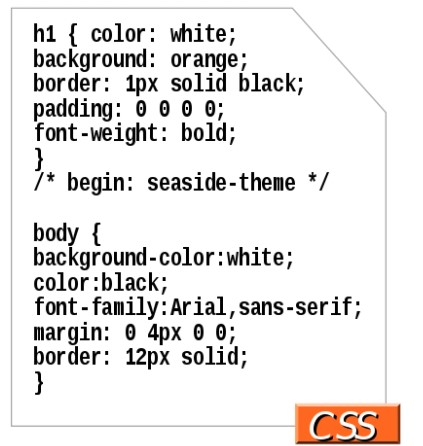 h1 { color: white;
background: orange;
border: 1px solid black;
padding: 0 0 0 0;
font-weight: bold;
}
/* begin: seaside-theme */

body {
background-color:white;
color:black;
font-family:Arial,sans-serif;
margin: 0 4px 0 0;
border: 12px solid;
}
CSS